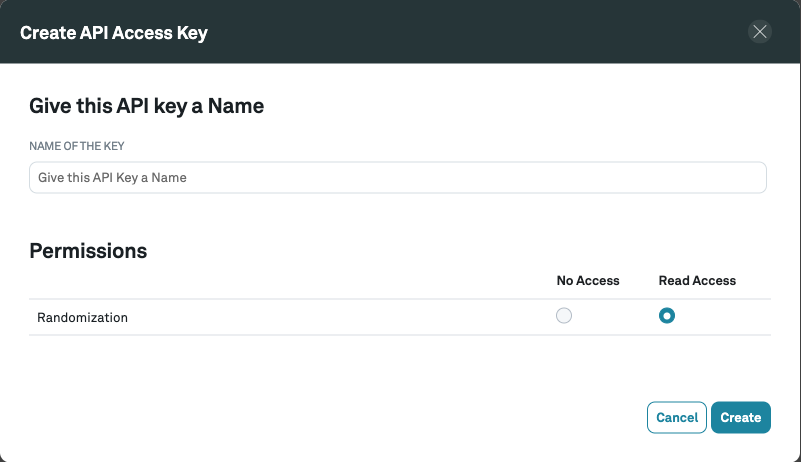 Create API Access Key
Give this API key a Name
NAME OF THE KEY
Give this API Key a Name
Permissions
No Access Read Access
Randomization
Cancel Create